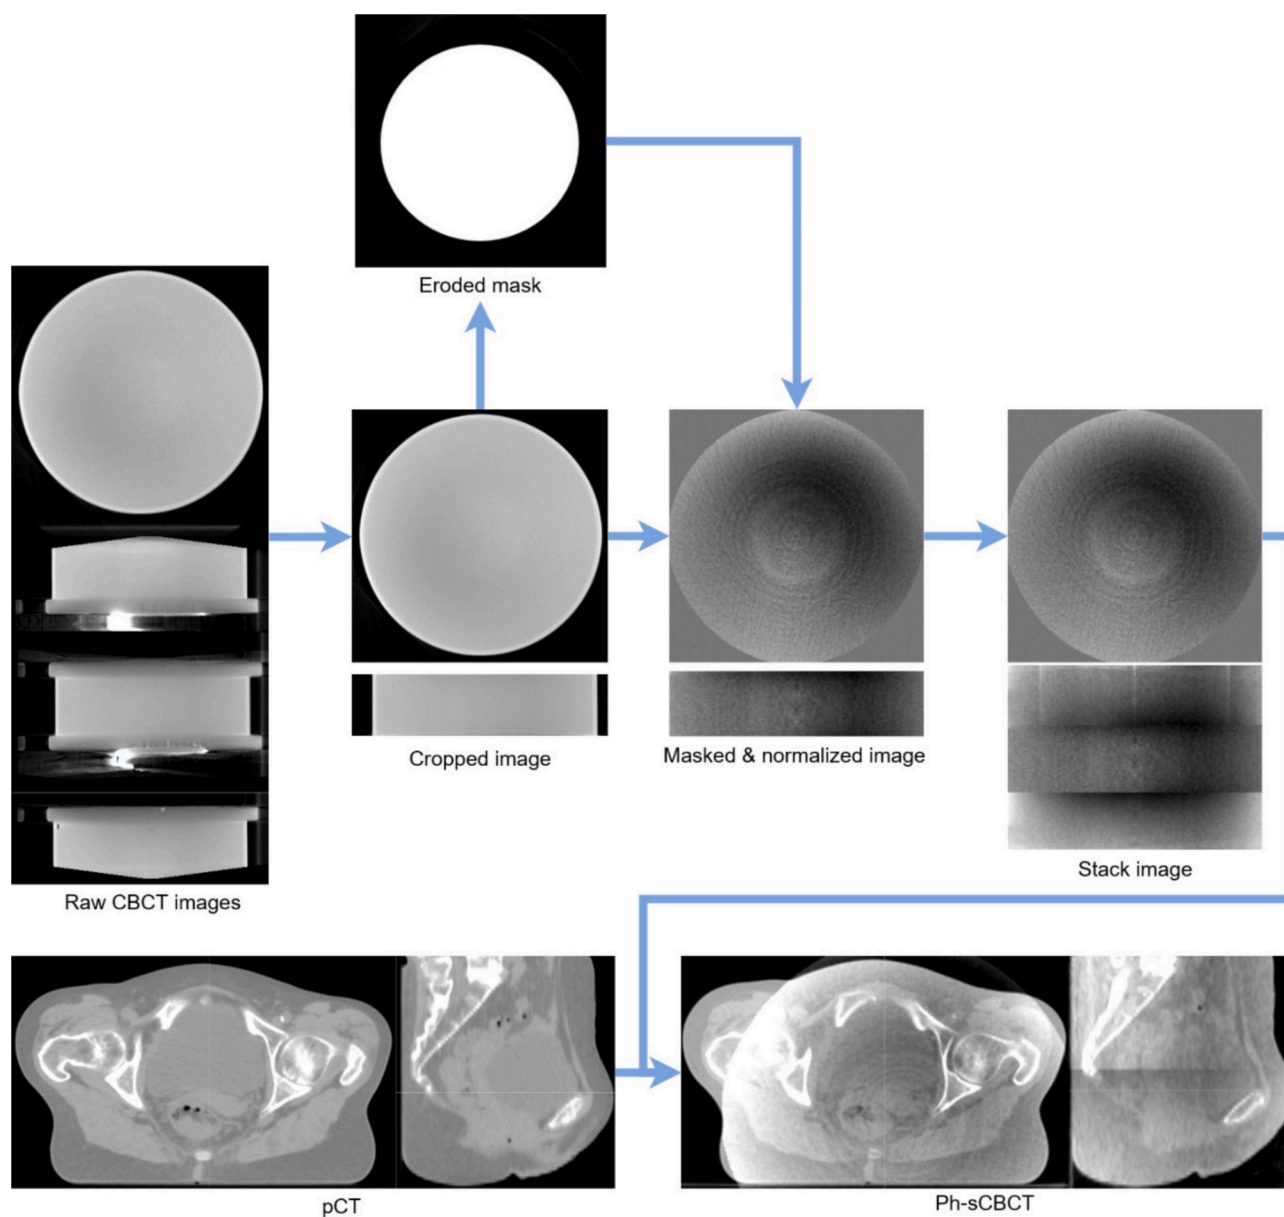 Eroded mask
Cropped image
Masked & normalized image
Stack image
Raw CBCT images
pCT
Ph-sCBCT